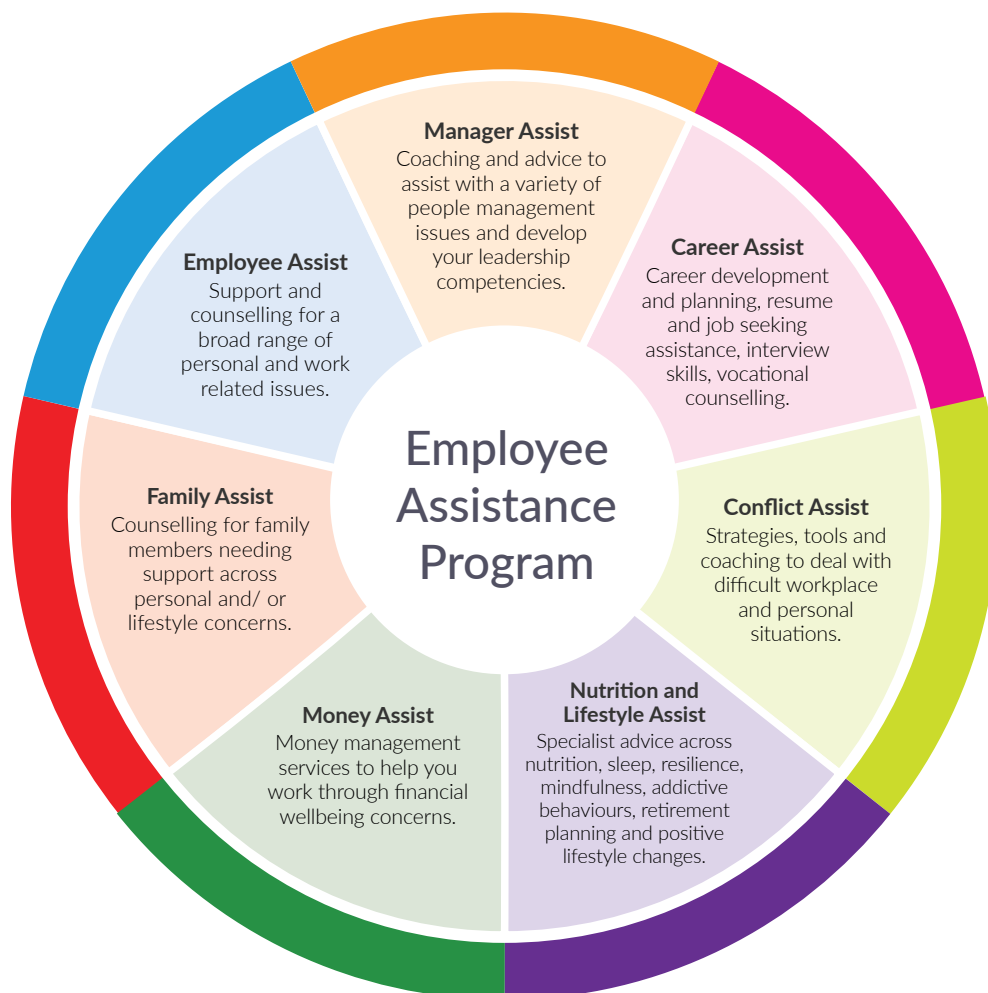 Manager Assist
Coaching and advice to
assist with a variety of
people management
issues and develop
your leadership
competencies.
Career Assist
Career development
and planning, resume
and job seeking
assistance, interview
skills, vocational
counselling.
Conflict Assist
Strategies, tools and
coaching to deal with
difficult workplace
and personal
situations.
Nutrition and
Lifestyle Assist
Specialist advice across
nutrition, sleep, resilience,
mindfulness, addictive
behaviours, retirement
planning and positive
lifestyle changes.
Money Assist
Money management
services to help you
work through financial
wellbeing concerns.
Family Assist
Counselling for family
members needing
support across
personal and/ or
lifestyle concerns.
Employee Assist
Support and
counselling for a
broad range of
personal and work
related issues.
Employee
Assistance
Program